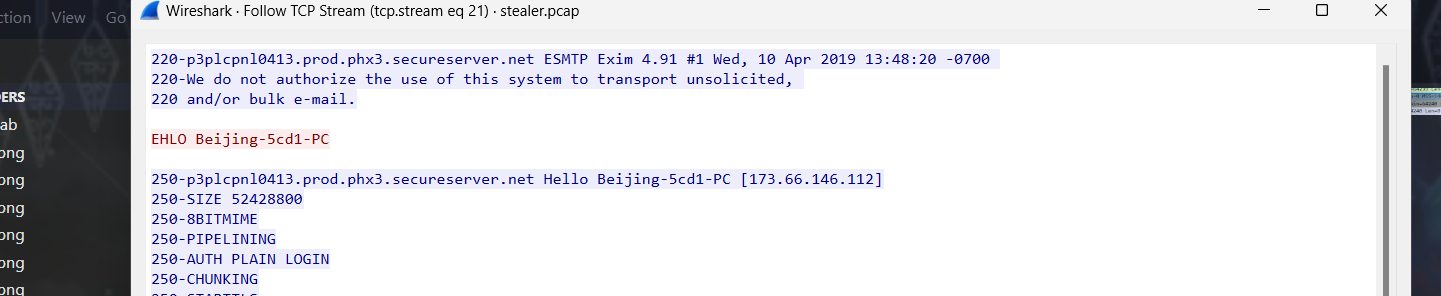 ction View Go
Wireshark · Follow TCP Stream (tcp.stream eq 21) · stealer.pcap
220-p3plcpnl0413.prod.phx3.secureserver.net ESMTP Exim 4.91 #1 Wed, 10 Apr 2019 13:48:20 -0700
220-We do not authorize the use of this system to transport unsolicited,
DERS
220 and/or bulk e-mail.
ab
EHLO Beijing-5cd1-PC
ong
250-p3plcpnl0413.prod.phx3.secureserver.net Hello Beijing-5cd1-PC [173.66.146.112]
ong
250-SIZE 52428800
ong
250-8BITMIME
250-PIPELINING
ong
250-AUTH PLAIN LOGIN
ong
250-CHUNKING
ong
250-STARTTLS